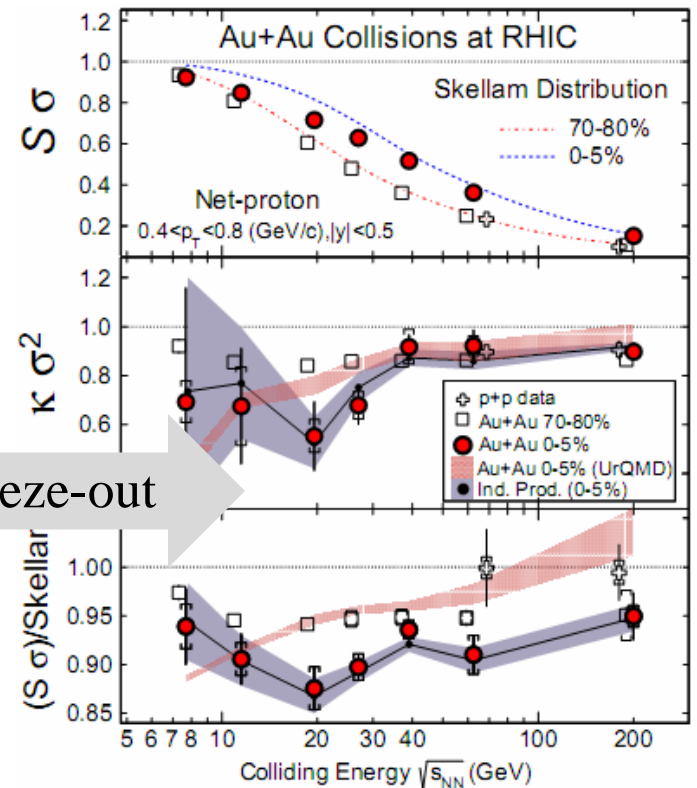 Au+Au Collisions at RHIC
Skellam Distribution
70-80%
0-5%
Net-proton
0.4<p_T<0.8 (GeV/c),|y|<0.5
S σ
1.2
1.0
0.8
0.6
0.4
0.2
κ σ²
1.2
1.0
0.8
0.6
p+p data
Au+Au 70-80%
Au+Au 0-5%
Au+Au 0-5% (UrQMD)
Ind. Prod. (0-5%)
eze-out
(S σ)/Skellam
1.00
0.95
0.90
0.85
5 6 7 8 10 20 30 40 100 200
Colliding Energy √s_NN (GeV)